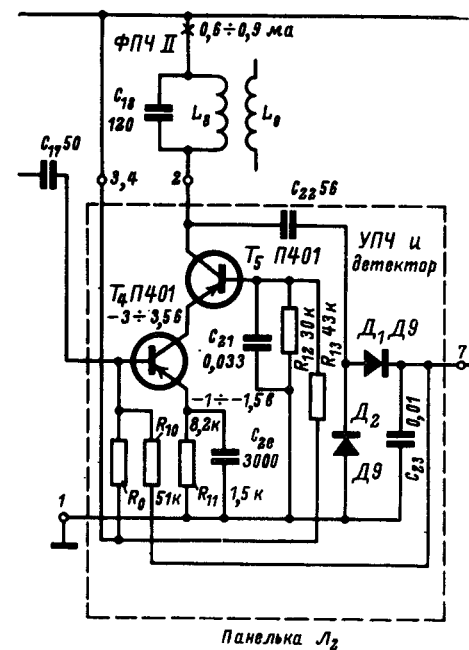 ФПЧ II
0,6÷0,9 ма
C18
120
L8
L9
C17 50
3,4
2
C22 56
УПЧ и
детектор
T5 П401
T4 П401
-3÷3,5б
C21
0,033
R12 30к
R13 43к
Д1 Д9
7
-1÷-1,5в
Д2
Д9
0,01
C23
R10
8,2к
C20
3000
1
R9
51к
R11
1,5к
Панелька Л2